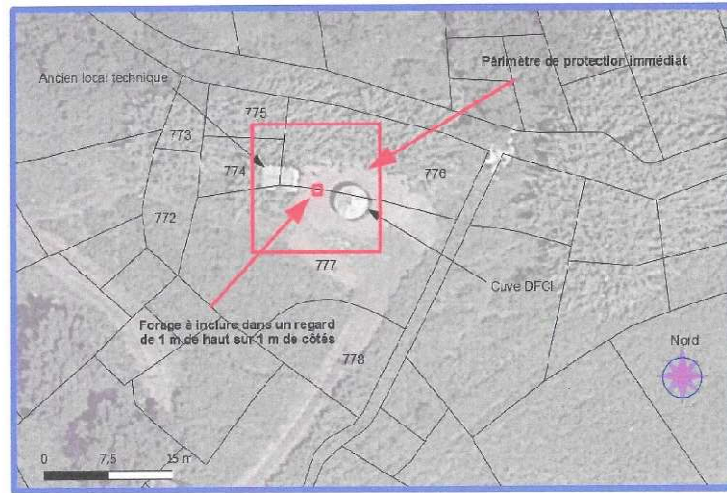 Périmètre de protection immédiat
Ancien local technique
775
773
774
776
772
777
Cuve DFCI
Forage à inclure dans un regard
de 1 m de haut sur 1 m de côtés
778
Nord
0 7,5 15 m